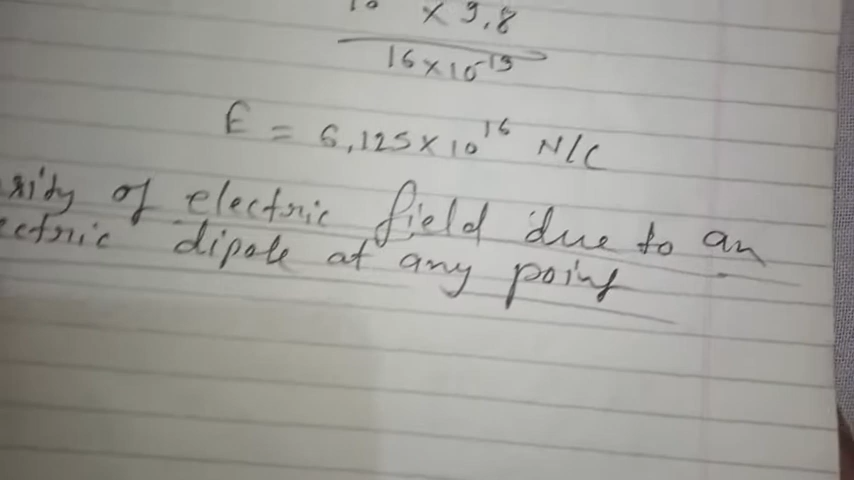 × 9.8
16×10⁻¹⁹
E = 6.125×10¹⁶ N/C
of electric field due to an
dipole at any point